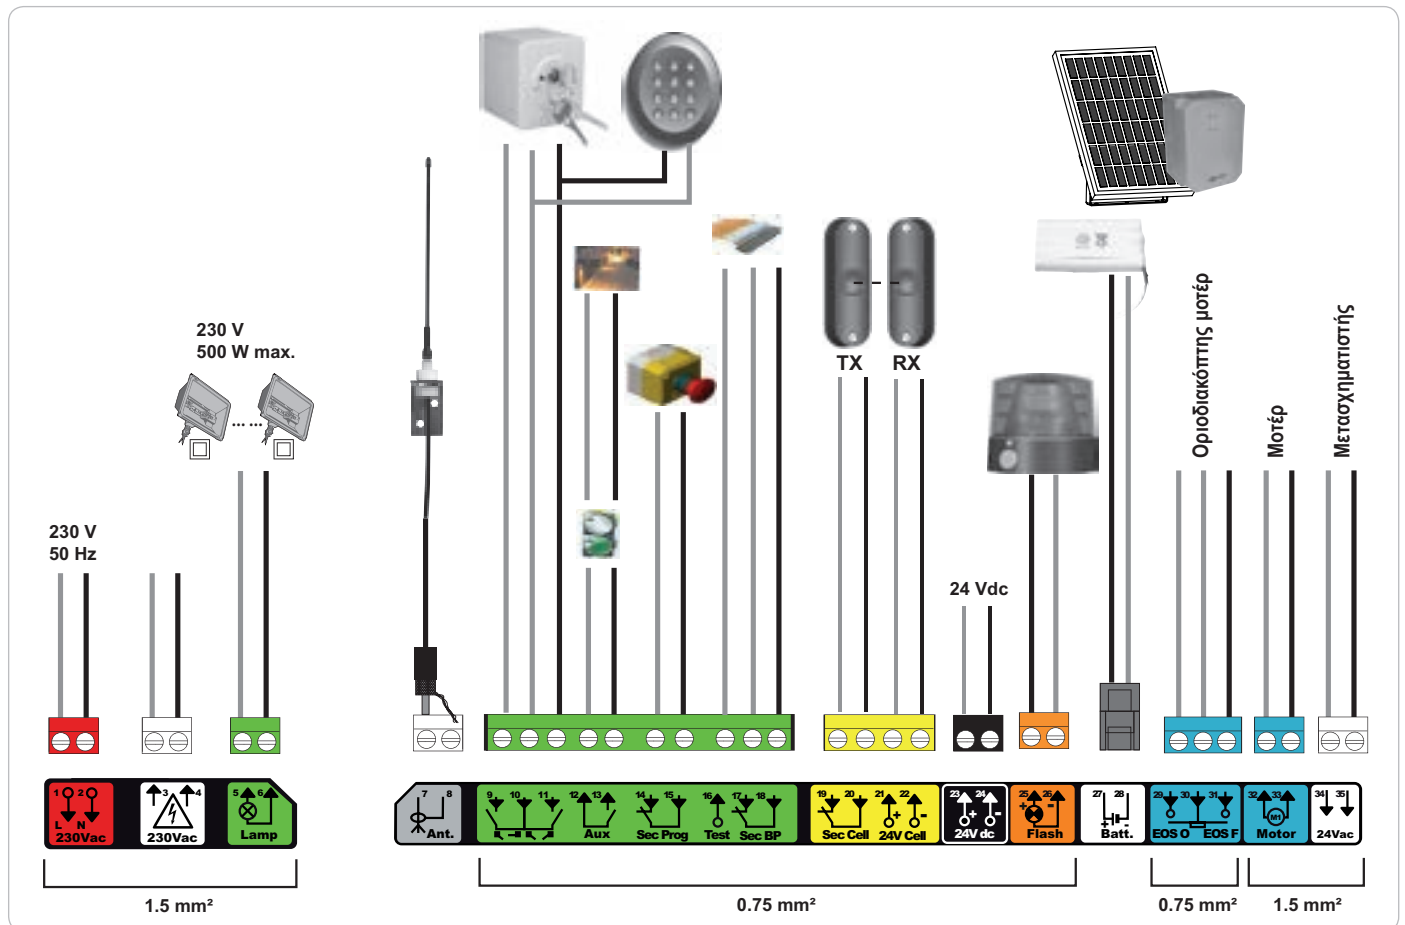 230 V
500 W max.
... ...
230 V
50 Hz
TX RX
24 Vdc
Οριοδιακόπτης μοτέρ
Μοτέρ
Μετασχηματιστής
1 2
L N
230Vac
3 4
230Vac
5 6
Lamp
7 8
Ant.
9 10 11
12 13
Aux
14 15
Sec Prog
16
Test
17 18
Sec BP
19 20
Sec Cell
21 22
+ -
24V Cell
23 24
+ -
24V dc
25 26
+ -
Flash
27 28
+ -
Batt.
29 30 31
EOS O EOS F
32 33
M1
Motor
34 35
24Vac
1.5 mm²
0.75 mm²
0.75 mm²
1.5 mm²